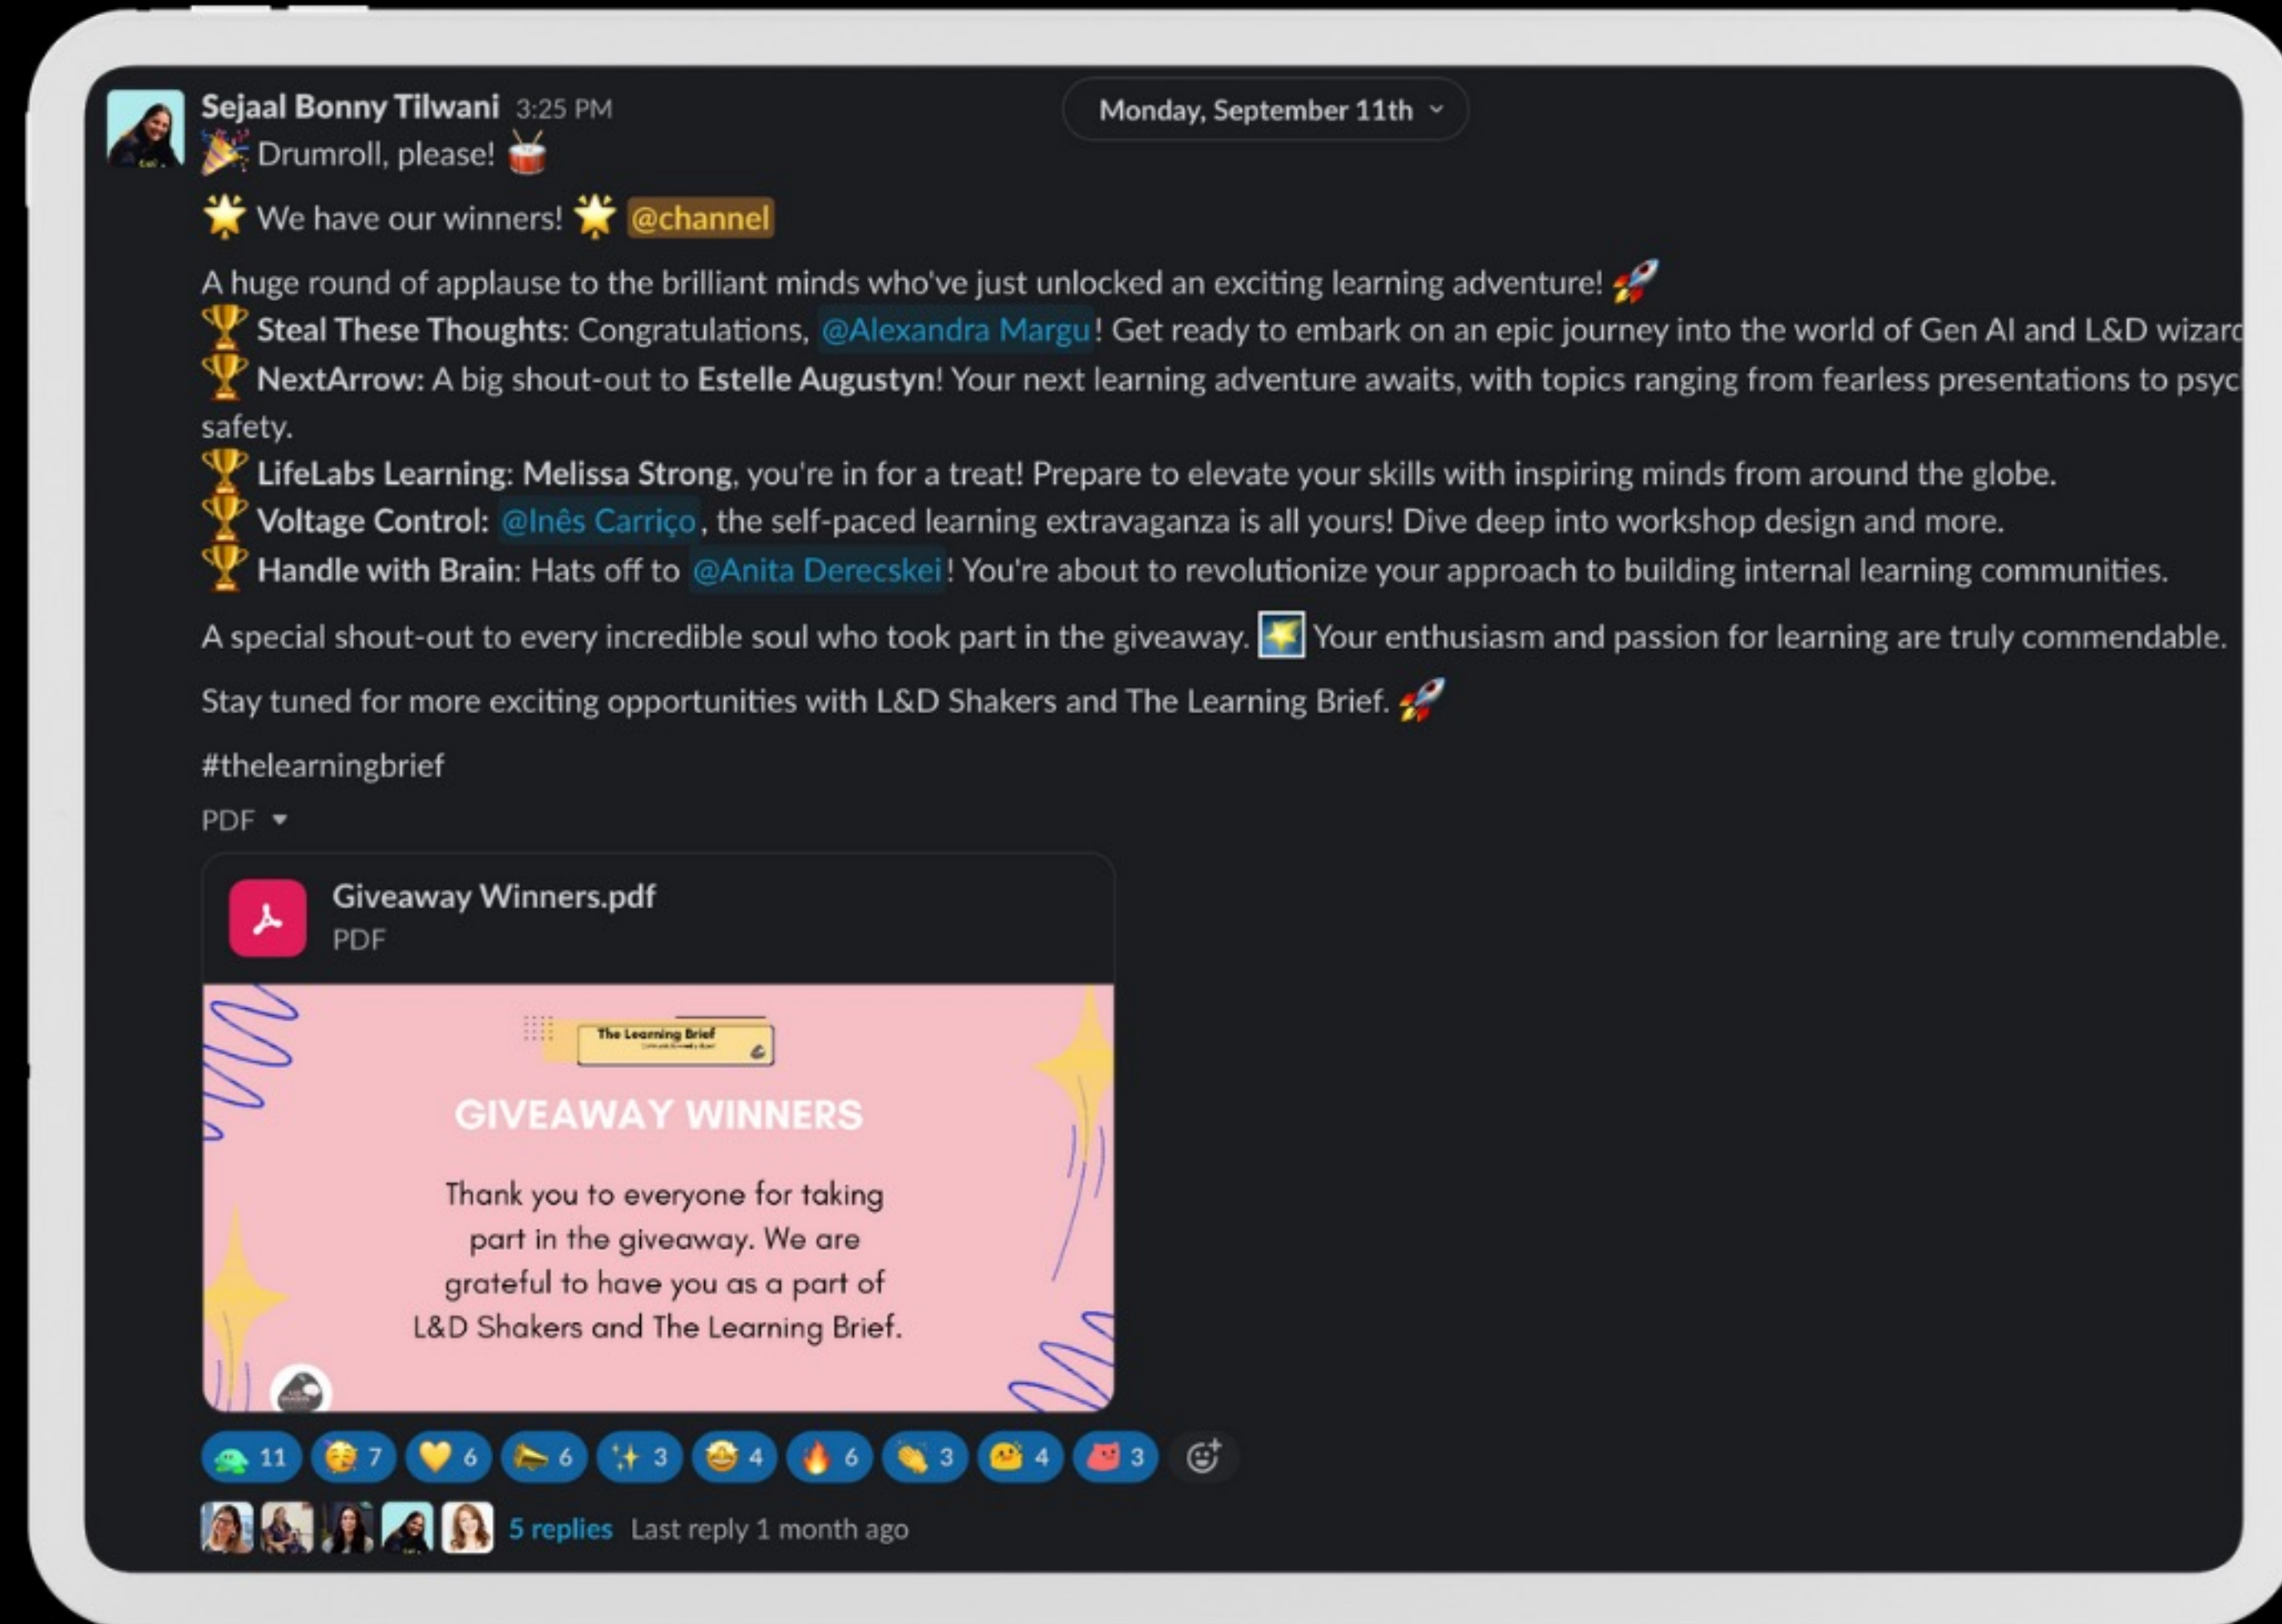 Sejaal Bonny Tilwani 3:25 PM
Monday, September 11th
🎉 Drumroll, please! 🥁
🌟 We have our winners! 🌟 @channel
A huge round of applause to the brilliant minds who've just unlocked an exciting learning adventure! 🚀
🏆 Steal These Thoughts: Congratulations, @Alexandra Margu! Get ready to embark on an epic journey into the world of Gen AI and L&D wizard
🏆 NextArrow: A big shout-out to Estelle Augustyn! Your next learning adventure awaits, with topics ranging from fearless presentations to psyc
safety.
🏆 LifeLabs Learning: Melissa Strong, you're in for a treat! Prepare to elevate your skills with inspiring minds from around the globe.
🏆 Voltage Control: @Inês Carriço, the self-paced learning extravaganza is all yours! Dive deep into workshop design and more.
🏆 Handle with Brain: Hats off to @Anita Derecskei! You're about to revolutionize your approach to building internal learning communities.
A special shout-out to every incredible soul who took part in the giveaway. 🌠 Your enthusiasm and passion for learning are truly commendable.
Stay tuned for more exciting opportunities with L&D Shakers and The Learning Brief. 🚀
#thelearningbrief
PDF
Giveaway Winners.pdf
PDF
The Learning Brief
GIVEAWAY WINNERS
Thank you to everyone for taking
part in the giveaway. We are
grateful to have you as a part of
L&D Shakers and The Learning Brief.
11 7 6 6 3 4 6 3 4 3
5 replies Last reply 1 month ago